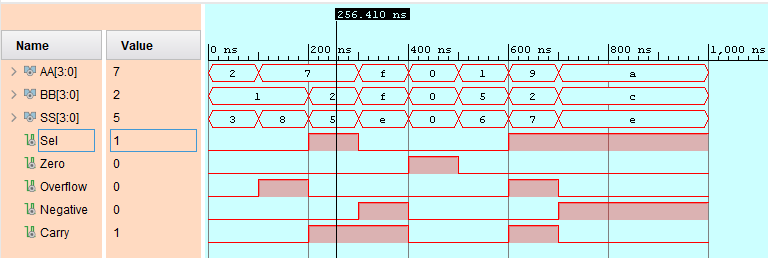 256.410 ns
Name Value
0 ns 200 ns 400 ns 600 ns 800 ns 1,000 ns
AA[3:0] 7 2 7 f 0 1 9 a
BB[3:0] 2 1 2 f 0 5 2 c
SS[3:0] 5 3 8 5 e 0 6 7 e
Sel 1
Zero 0
Overflow 0
Negative 0
Carry 1